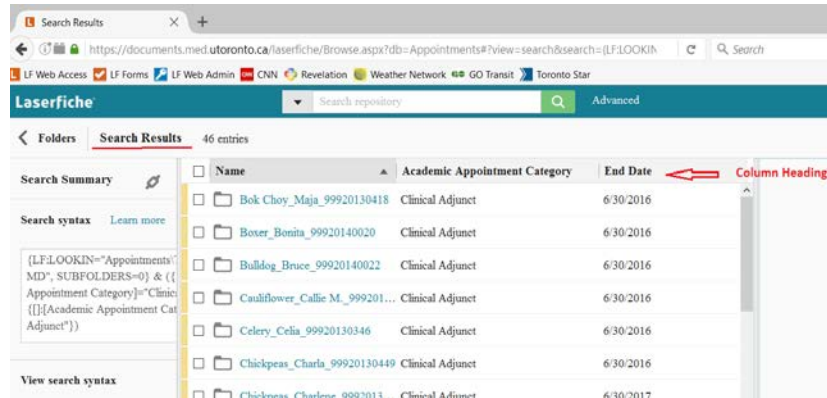 Search Results
https://documents.med.utoronto.ca/laserfiche/Browse.aspx?db=Appointments#?view=search&search={LF:LOOKIN
Search
LF Web Access LF Forms LF Web Admin CNN Revelation Weather Network GO Transit Toronto Star
Laserfiche Search repository Advanced
Folders Search Results 46 entries
Search Summary
Name Academic Appointment Category End Date Column Heading
Search syntax Learn more
{LF:LOOKIN="Appointments\
MD", SUBFOLDERS=0} & ({
Appointment Category]="Clinic
{[]:[Academic Appointment Cat
Adjunct"})
View search syntax
Bok Choy_Maja_99920130418 Clinical Adjunct 6/30/2016
Boxer_Bonita_99920140020 Clinical Adjunct 6/30/2016
Bulldog_Bruce_99920140022 Clinical Adjunct 6/30/2016
Cauliflower_Callie M._999201... Clinical Adjunct 6/30/2016
Celery_Celia_99920130346 Clinical Adjunct 6/30/2016
Chickpeas_Charla_99920130449 Clinical Adjunct 6/30/2016
Chickpeas_Charlene_9992013... Clinical Adjunct 6/30/2017